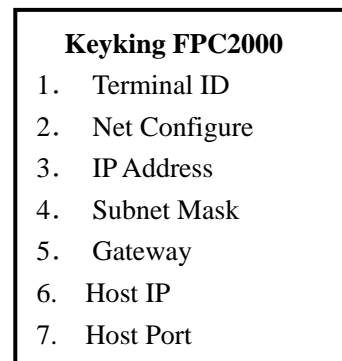 Keyking FPC2000
1. Terminal ID
2. Net Configure
3. IP Address
4. Subnet Mask
5. Gateway
6. Host IP
7. Host Port